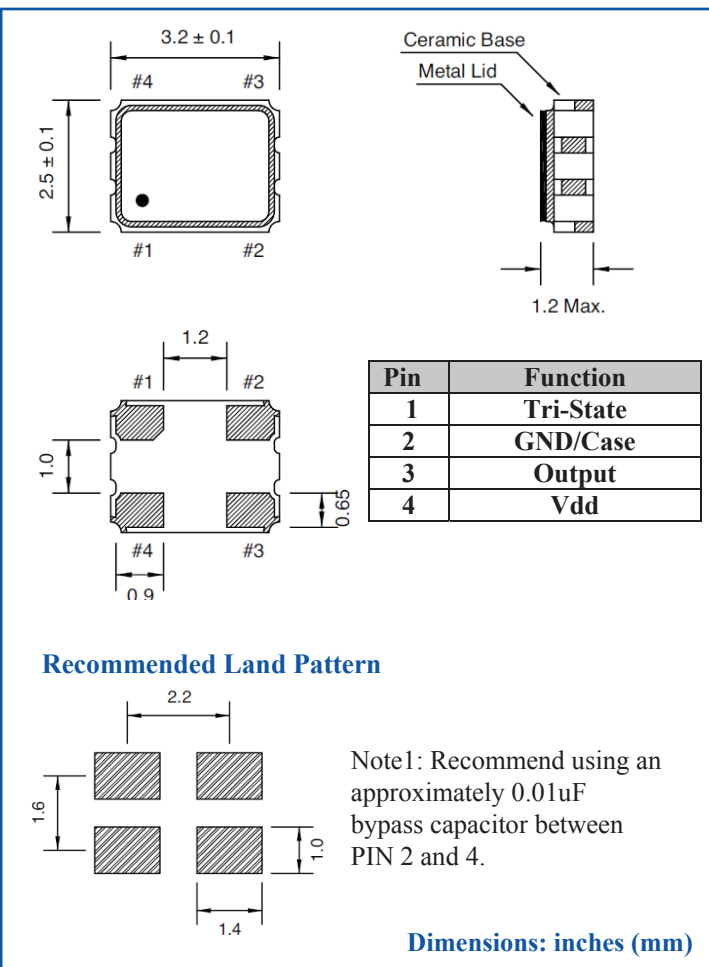 3.2 ± 0.1
#4 #3
2.5 ± 0.1
#1 #2
Ceramic Base
Metal Lid
1.2 Max.
1.2
#1 #2
1.0
0.65
#4 #3
0.9
Pin Function
1 Tri-State
2 GND/Case
3 Output
4 Vdd
Recommended Land Pattern
2.2
1.6
1.0
1.4
Note1: Recommend using an
approximately 0.01uF
bypass capacitor between
PIN 2 and 4.
Dimensions: inches (mm)